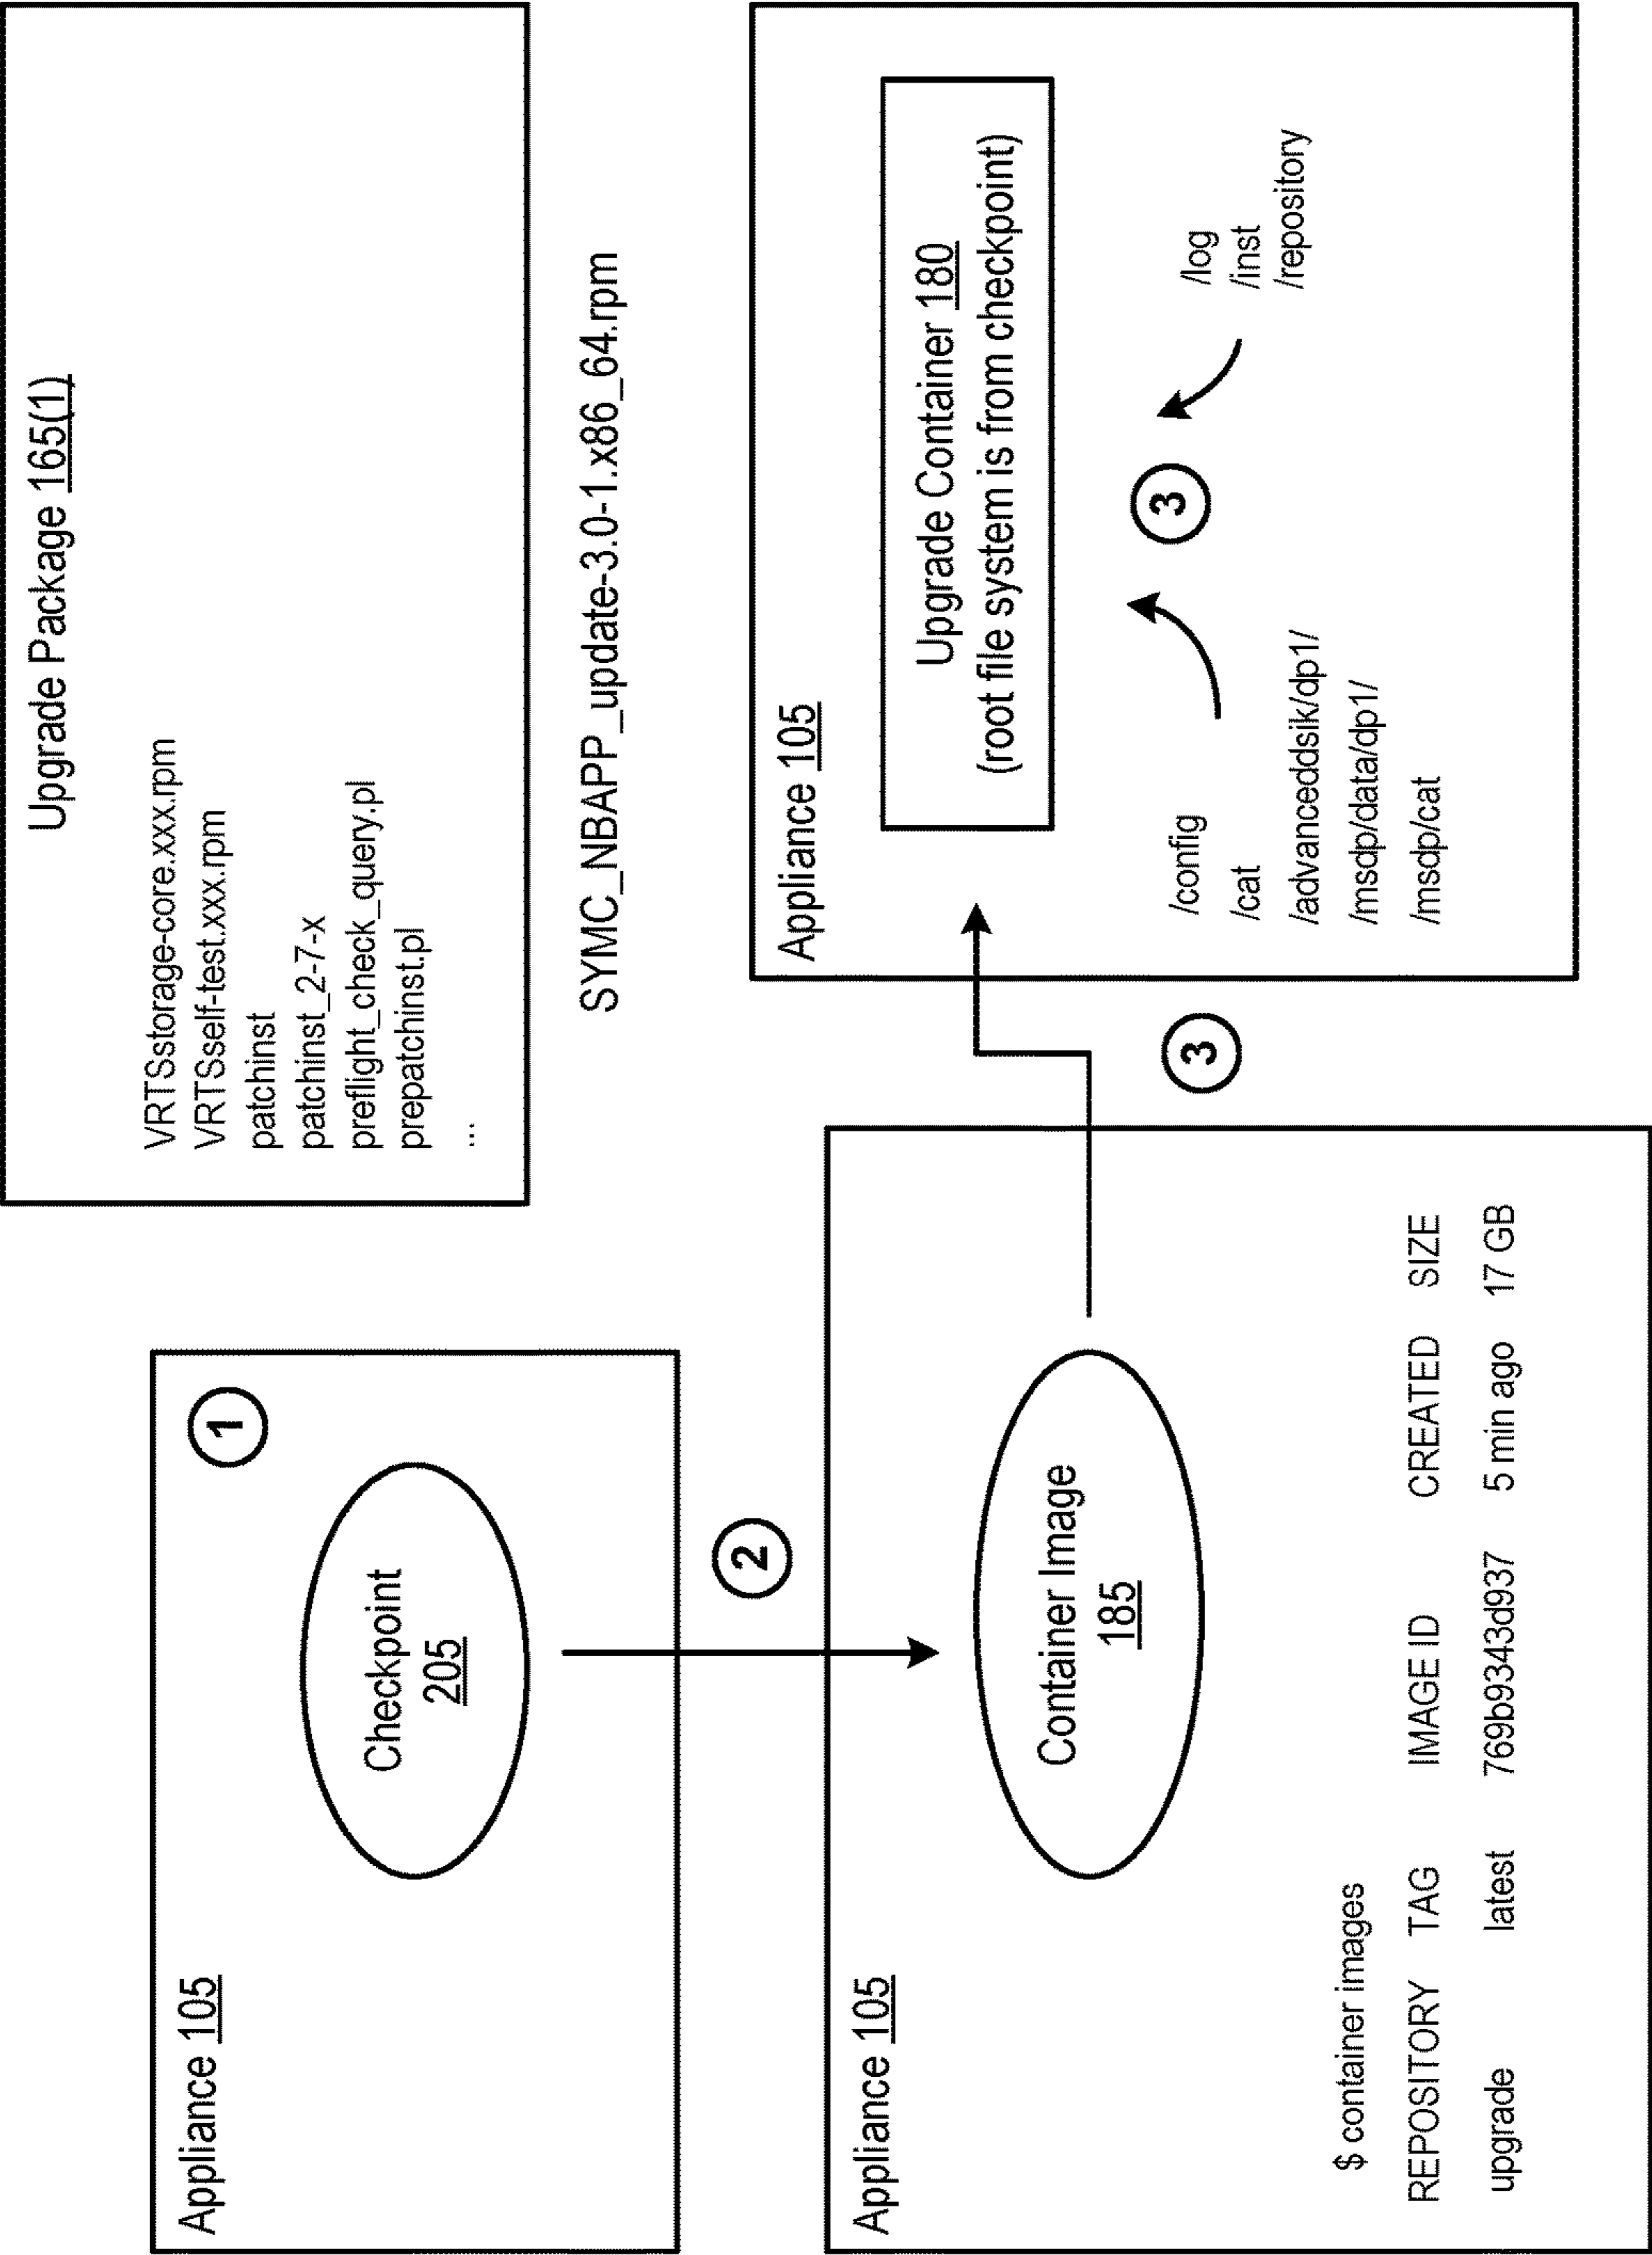 Appliance 105
1
Checkpoint
205
2
Appliance 105
Container Image
185
$ container images
REPOSITORY TAG IMAGE ID CREATED SIZE
upgrade latest 769b9343d937 5 min ago 17 GB
3
Upgrade Package 165(1)
VRTSstorage-core.xxx.rpm
VRTSself-test.xxx.rpm
patchinst
patchinst_2-7-x
preflight_check_query.pl
prepatchinst.pl
...
SYMC_NBAPP_update-3.0-1.x86_64.rpm
Appliance 105
Upgrade Container 180
(root file system is from checkpoint)
3
/config
/cat
/advanceddsik/dp1/
/msdp/data/dp1/
/msdp/cat
/log
/inst
/repository